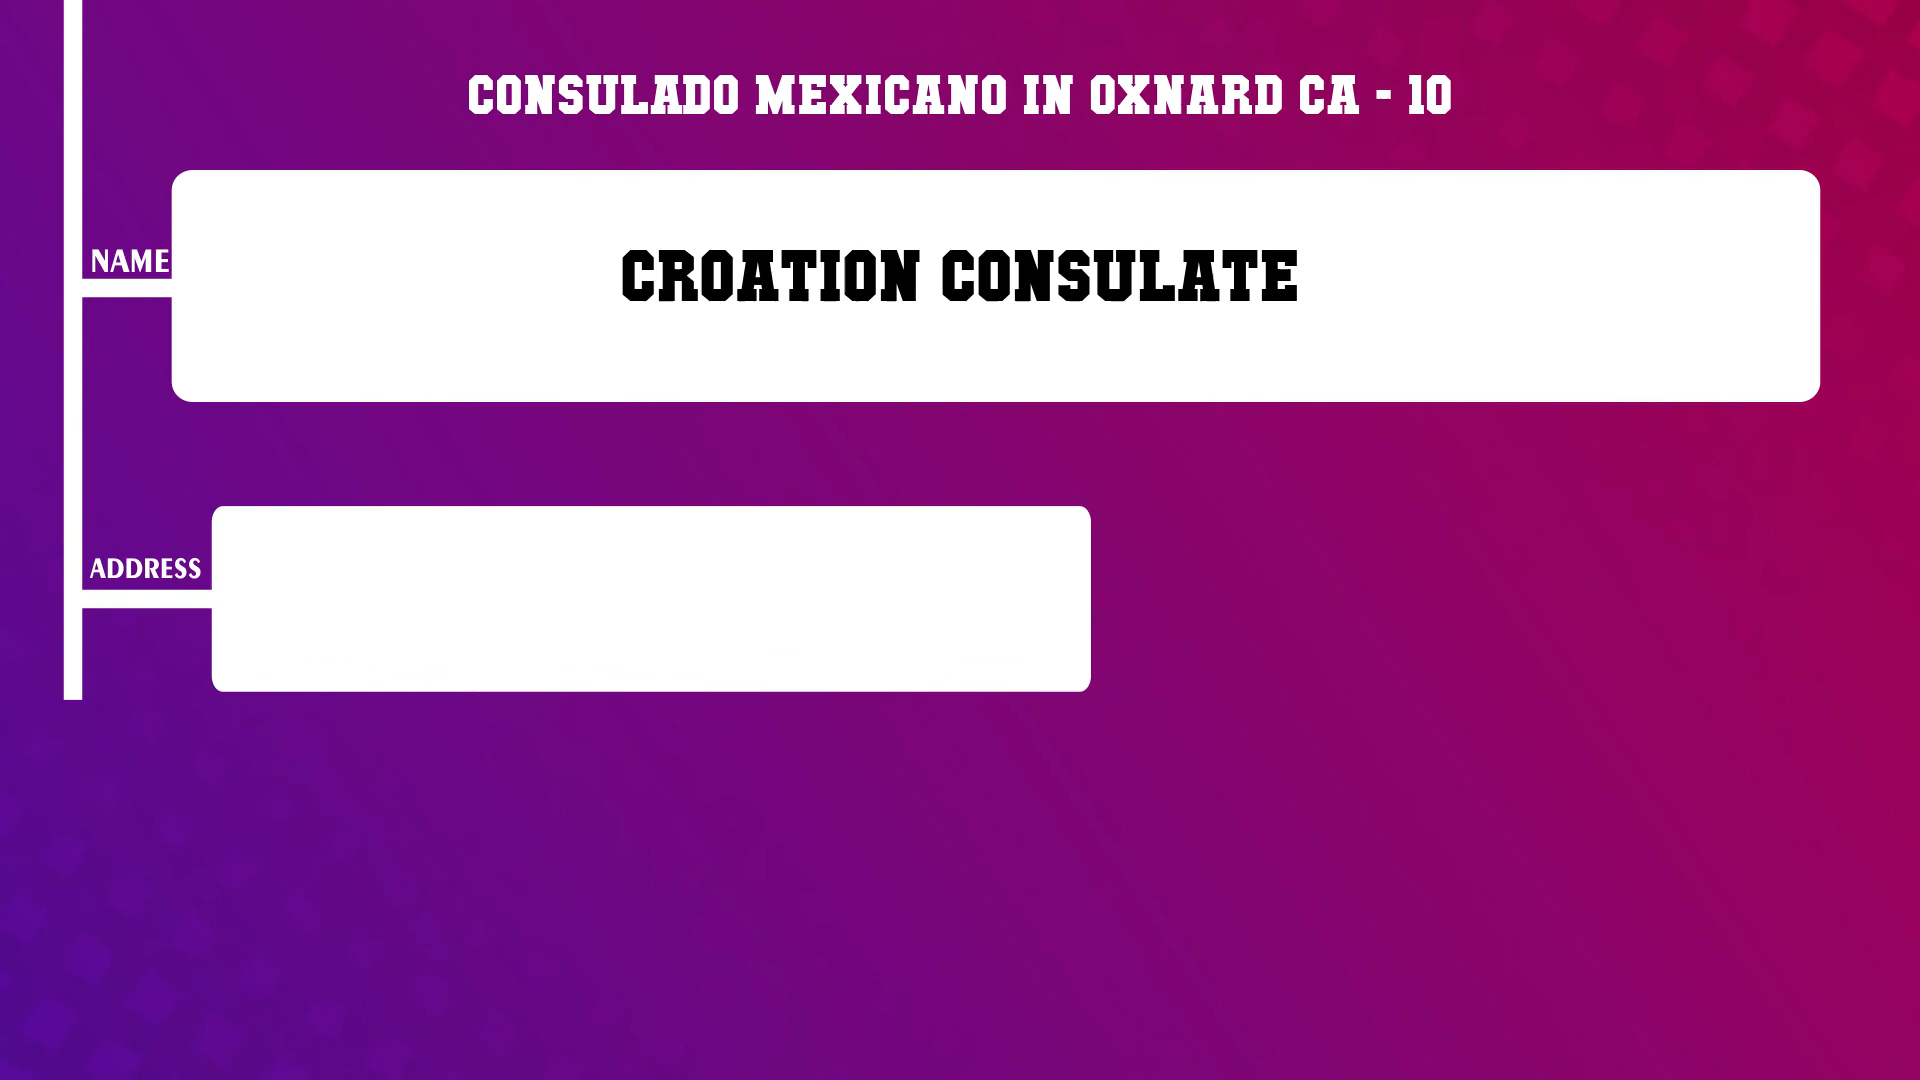 CONSULADO MEXICANO IN OXNARD CA - 10
NAME
CROATION CONSULATE
ADDRESS